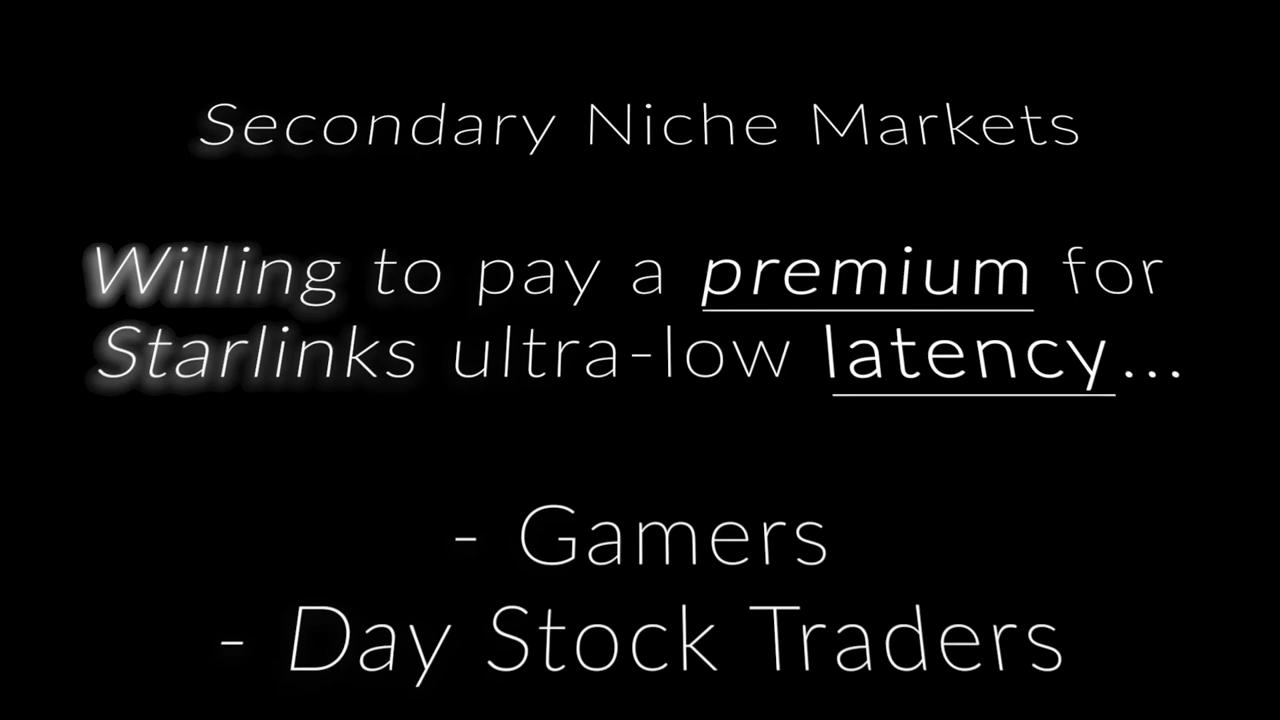 Secondary Niche Markets
Willing to pay a premium for
Starlinks ultra-low latency...
- Gamers
- Day Stock Traders